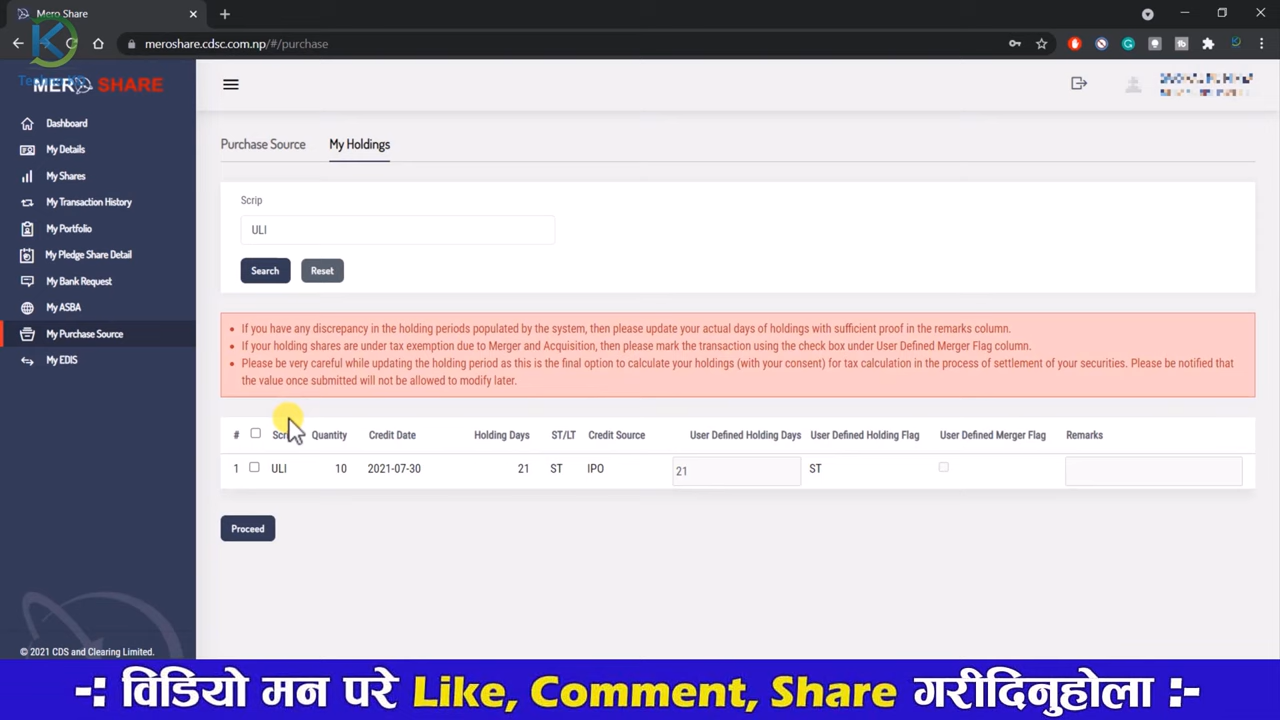 Mero Share
meroshare.cdsc.com.np/#/purchase
MERO SHARE
Dashboard
My Details
My Shares
My Transaction History
My Portfolio
My Pledge Share Detail
My Bank Request
My ASBA
My Purchase Source
My EDIS
© 2021 CDS and Clearing Limited.
Purchase Source My Holdings
Scrip
ULI
Search Reset
If you have any discrepancy in the holding periods populated by the system, then please update your actual days of holdings with sufficient proof in the remarks column.
If your holding shares are under tax exemption due to Merger and Acquisition, then please mark the transaction using the check box under User Defined Merger Flag column.
Please be very careful while updating the holding period as this is the final option to calculate your holdings (with your consent) for tax calculation in the process of settlement of your securities. Please be notified that
the value once submitted will not be allowed to modify later.
# Quantity Credit Date Holding Days ST/LT Credit Source User Defined Holding Days User Defined Holding Flag User Defined Merger Flag Remarks
1 ULI 10 2021-07-30 21 ST IPO 21 ST
Proceed
-: विडियो मन परे Like, Comment, Share गरीदिनुहोला :-